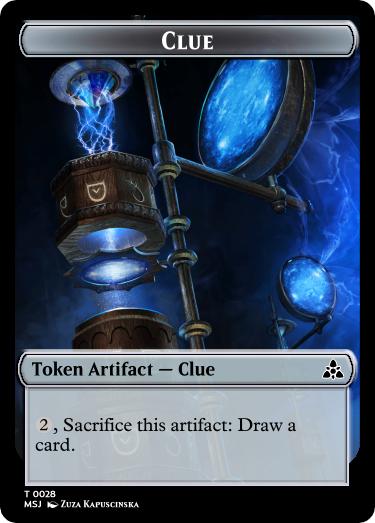 Clue
Token Artifact — Clue
2, Sacrifice this artifact: Draw a
card.
T 0028
MSJ Zuza Kapuscinska